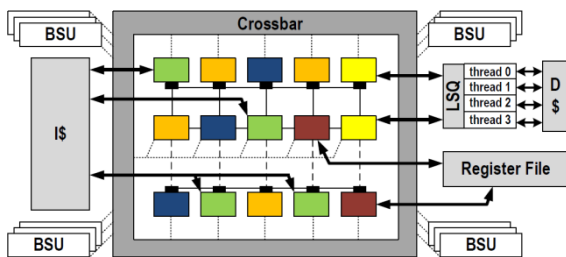 Crossbar
BSU
BSU
I$
LSQ
thread 0
thread 1
thread 2
thread 3
D
$
Register File
BSU
BSU